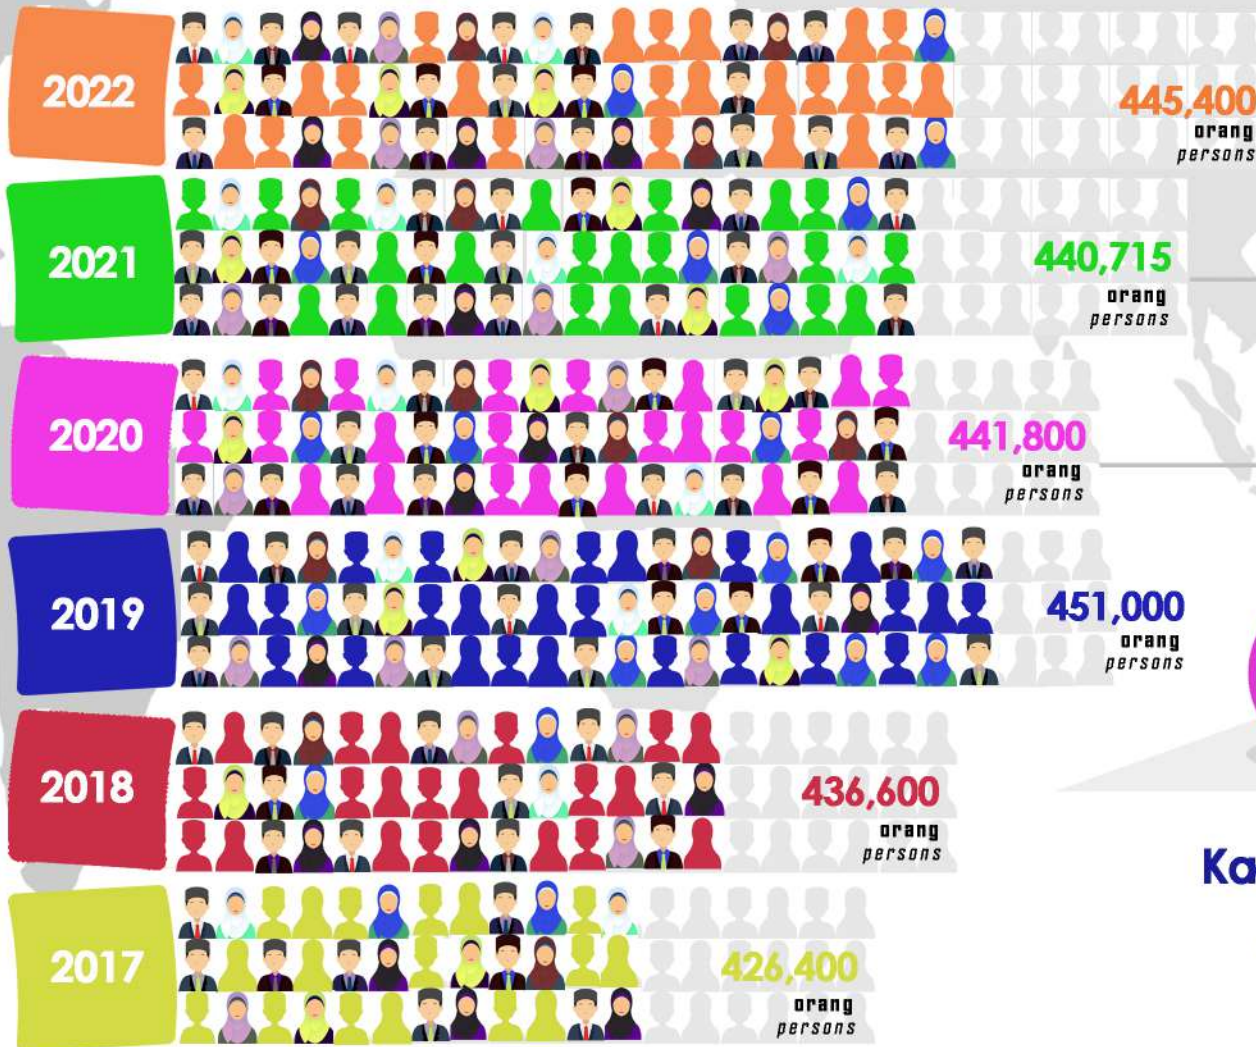 2022
445,400
orang
persons
2021
440,715
orang
persons
2020
441,800
orang
persons
2019
451,000
orang
persons
2018
436,600
orang
persons
Ka
2017
426,400
orang
persons